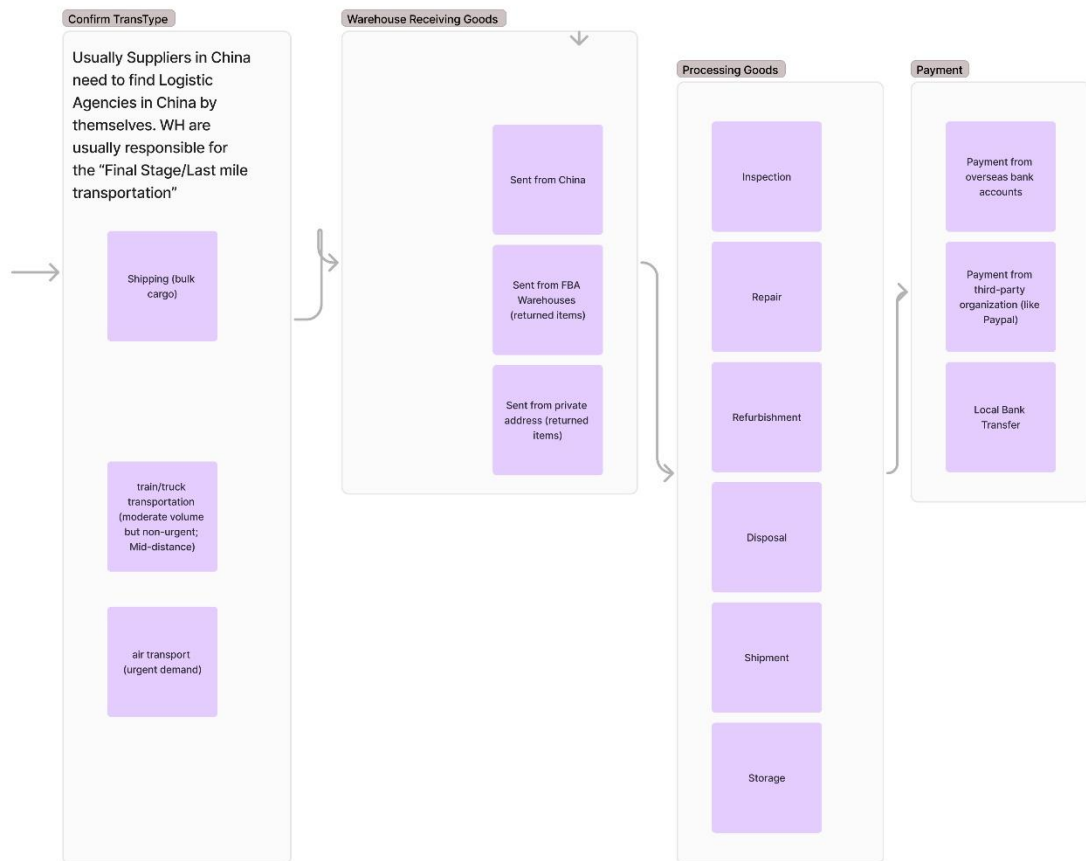 Confirm TransType
Usually Suppliers in China
need to find Logistic
Agencies in China by
themselves. WH are
usually responsible for
the “Final Stage/Last mile
transportation”
Shipping (bulk
cargo)
train/truck
transportation
(moderate volume
but non-urgent;
Mid-distance)
air transport
(urgent demand)
Warehouse Receiving Goods
Sent from China
Sent from FBA
Warehouses
(returned items)
Sent from private
address (returned
items)
Processing Goods
Inspection
Repair
Refurbishment
Disposal
Shipment
Storage
Payment
Payment from
overseas bank
accounts
Payment from
third-party
organization (like
Paypal)
Local Bank
Transfer